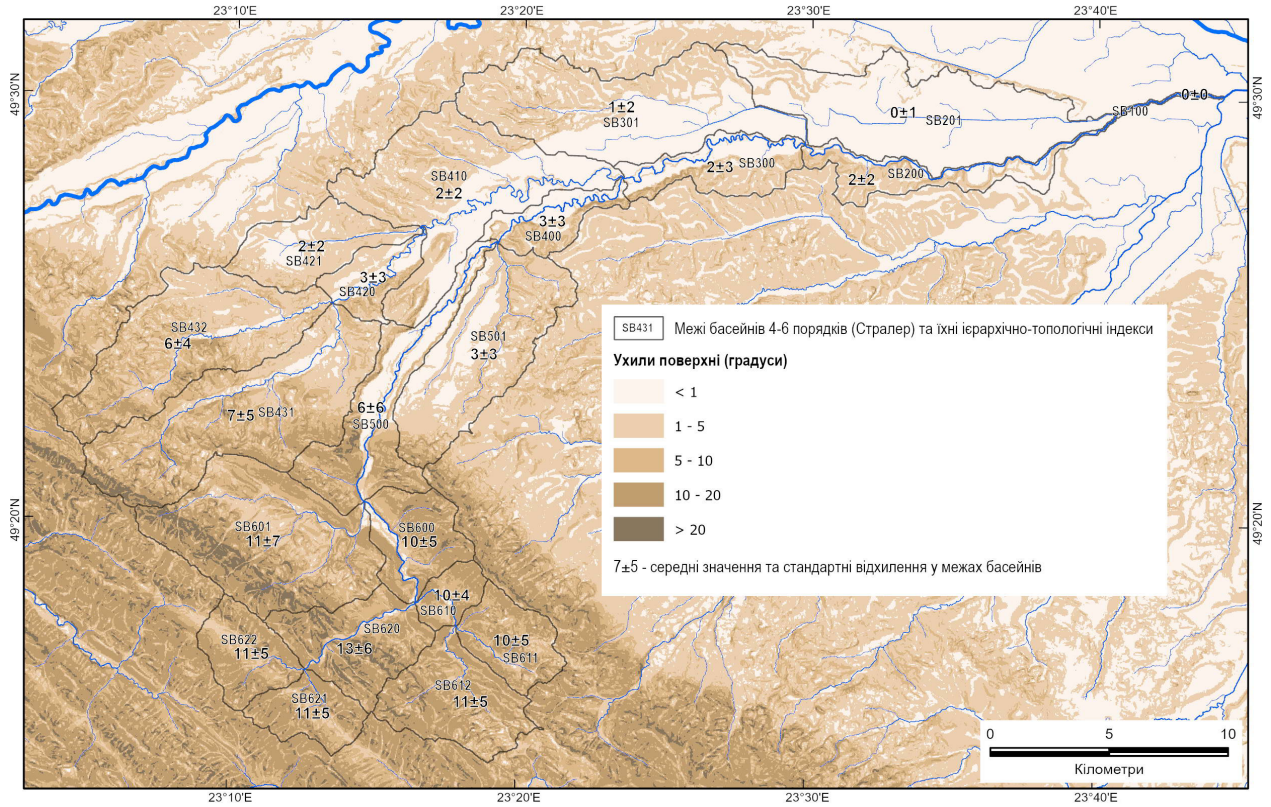 23°10'E
23°20'E
23°30'E
23°40'E
49°30'N
49°30'N
0±0
SB100
1±2
SB301
0±1
SB201
2±3
SB300
SB410
2±2
2±2
SB200
3±3
SB400
2±2
SB421
3±3
SB420
SB432
6±4
SB501
3±3
7±5
SB431
6±6
SB500
SB431
Межі басейнів 4-6 порядків (Стралер) та їхні ієрархічно-топологічні індекси
Ухили поверхні (градуси)
< 1
1 - 5
5 - 10
10 - 20
> 20
7±5 - середні значення та стандартні відхилення у межах басейнів
49°20'N
49°20'N
SB601
11±7
SB600
10±5
10±4
SB610
SB620
13±6
SB622
11±5
10±5
SB611
SB612
11±5
SB621
11±5
0
5
10
Кілометри
23°10'E
23°20'E
23°30'E
23°40'E